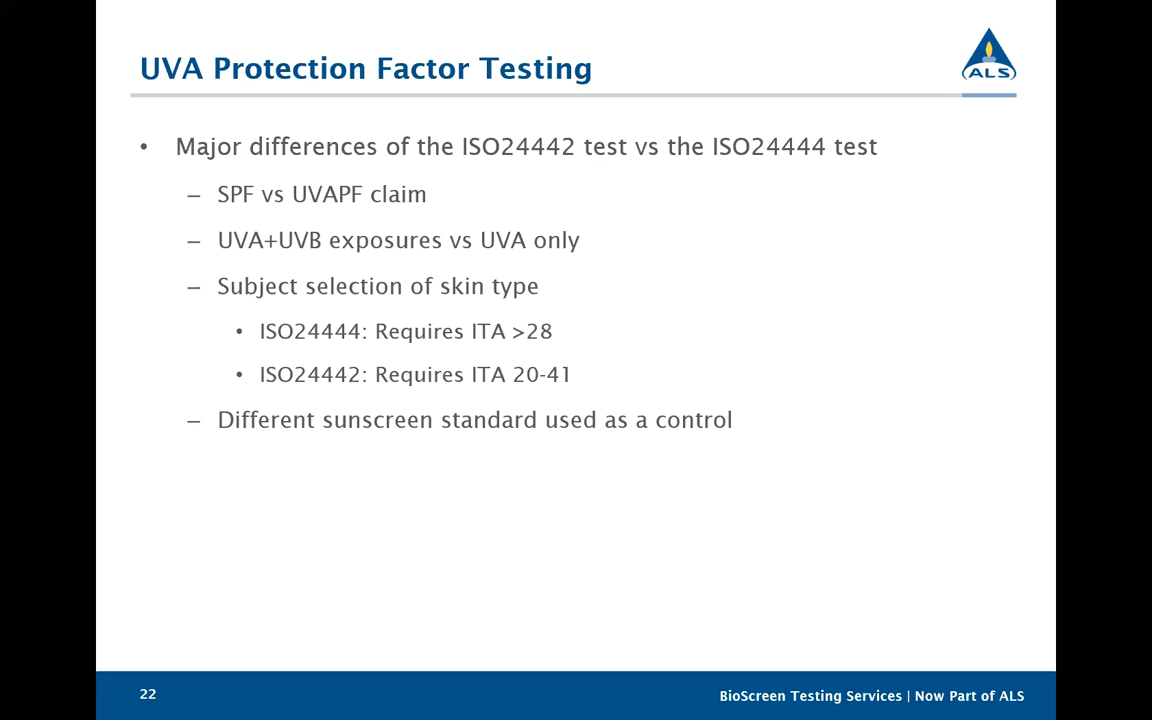 UVA Protection Factor Testing
ALS
• Major differences of the ISO24442 test vs the ISO24444 test
– SPF vs UVAPF claim
– UVA+UVB exposures vs UVA only
– Subject selection of skin type
• ISO24444: Requires ITA >28
• ISO24442: Requires ITA 20-41
– Different sunscreen standard used as a control
22
BioScreen Testing Services | Now Part of ALS